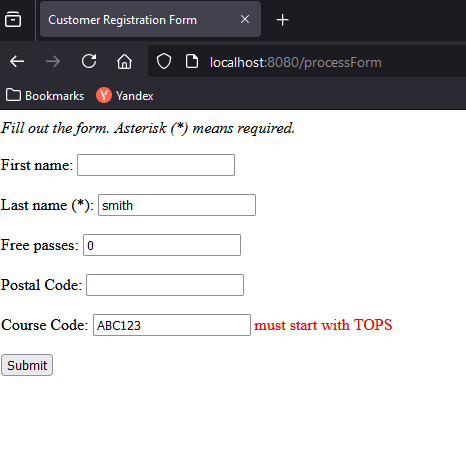 Customer Registration Form
localhost:8080/processForm
Bookmarks Y Yandex
Fill out the form. Asterisk (*) means required.
First name:
Last name (*): smith
Free passes: 0
Postal Code:
Course Code: ABC123 must start with TOPS
Submit